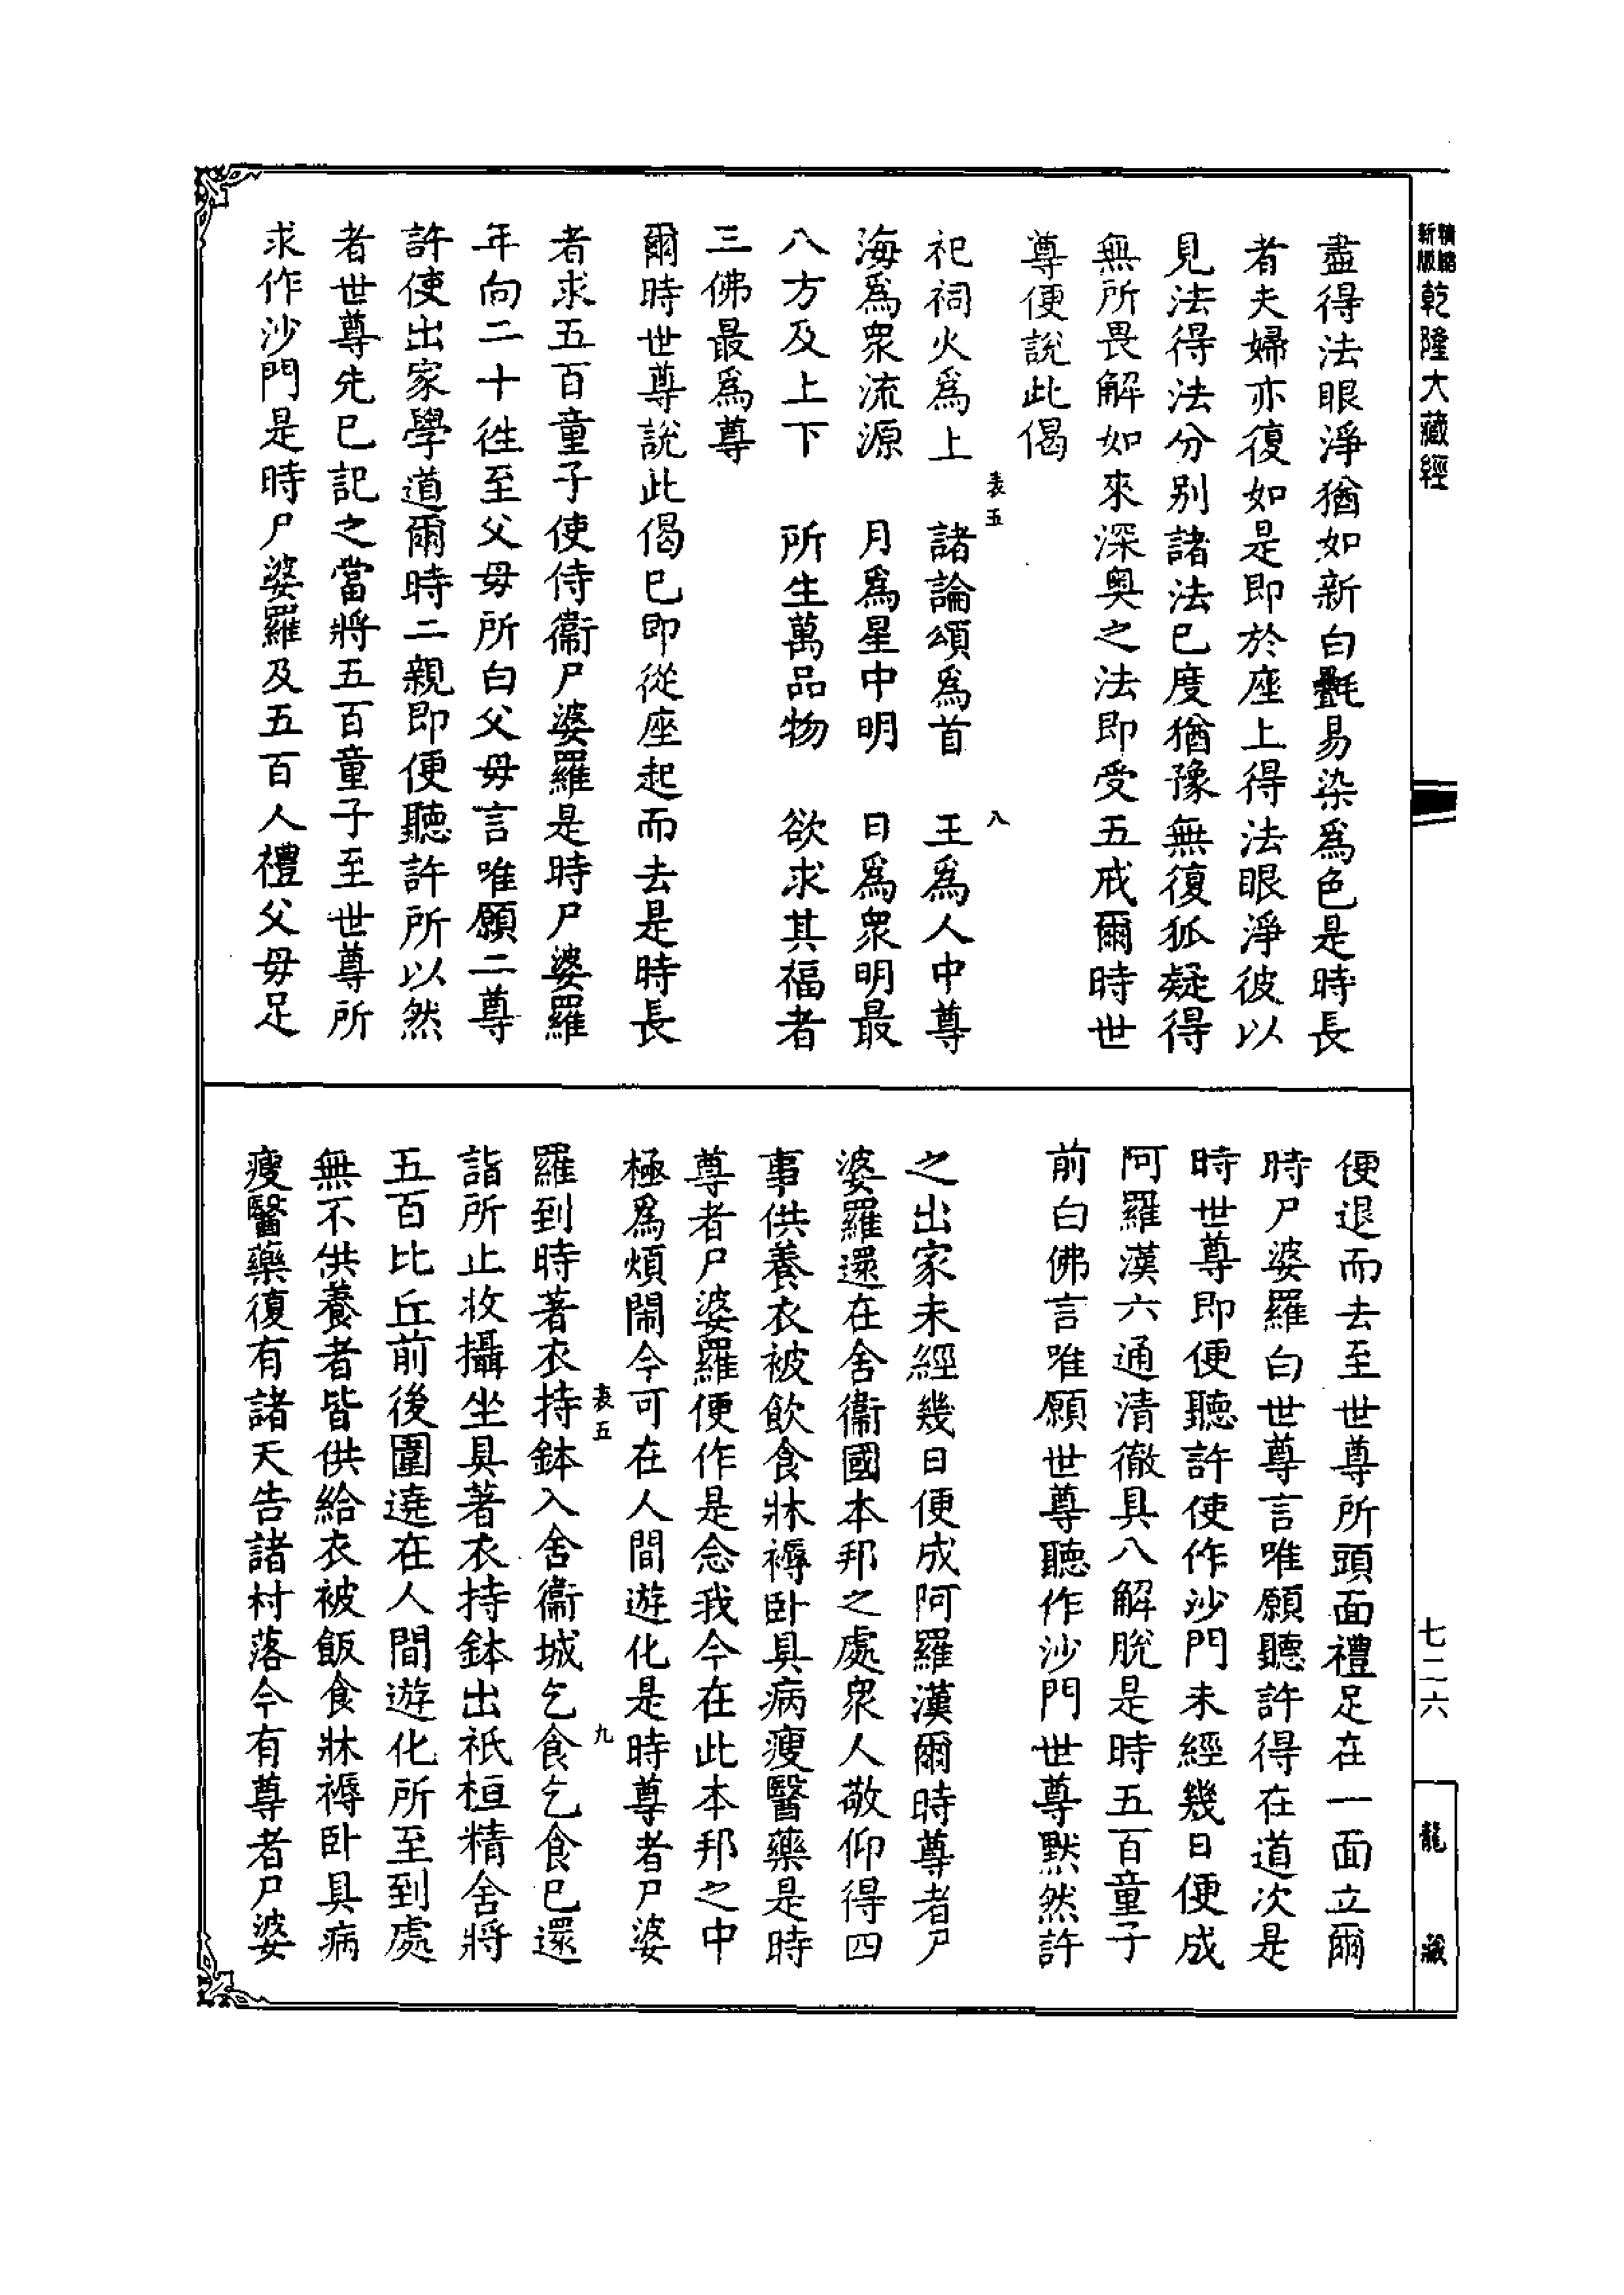 新版
精縮
乾隆大藏經
盡得法眼淨猶如新白㲲易染爲色是時長
者夫婦亦復如是即於座上得法眼淨彼以
見法得法分別諸法已度猶豫無復狐疑得
無所畏解如來深奥之法即受五戒爾時世
尊便說此偈
表五 八
祀祠火爲上 諸論頌爲首 王爲人中尊
海爲衆流源 月爲星中明 日爲衆明最
八方及上下 所生萬品物 欲求其福者
三佛最爲尊
爾時世尊說此偈已即從座起而去是時長
者求五百童子使侍衞尸婆羅是時尸婆羅
年向二十徃至父毋所白父毋言唯願二尊
許使出家學道爾時二親即便聽許所以然
者世尊先已記之當將五百童子至世尊所
求作沙門是時尸婆羅及五百人禮父毋足
便退而去至世尊所頭面禮足在一面立爾
時尸婆羅白世尊言唯願聽許得在道次是
時世尊即便聽許使作沙門未經幾日便成
阿羅漢六通清徹具八解脫是時五百童子
前白佛言唯願世尊聽作沙門世尊默然許
之出家未經幾日便成阿羅漢爾時尊者尸
婆羅還在舍衞國本邦之處衆人敬仰得四
事供養衣被飲食牀褥卧具病瘦醫藥是時
尊者尸婆羅便作是念我今在此本邦之中
極爲煩閙今可在人間遊化是時尊者尸婆
表五 九
羅到時著衣持鉢入舍衞城乞食乞食已還
詣所止收攝坐具著衣持鉢出祇桓精舍將
五百比丘前後圍遶在人間遊化所至到處
無不供養者皆供給衣被飯食牀褥卧具病
瘦醫藥復有諸天告諸村落今有尊者尸婆
七二六
龍藏